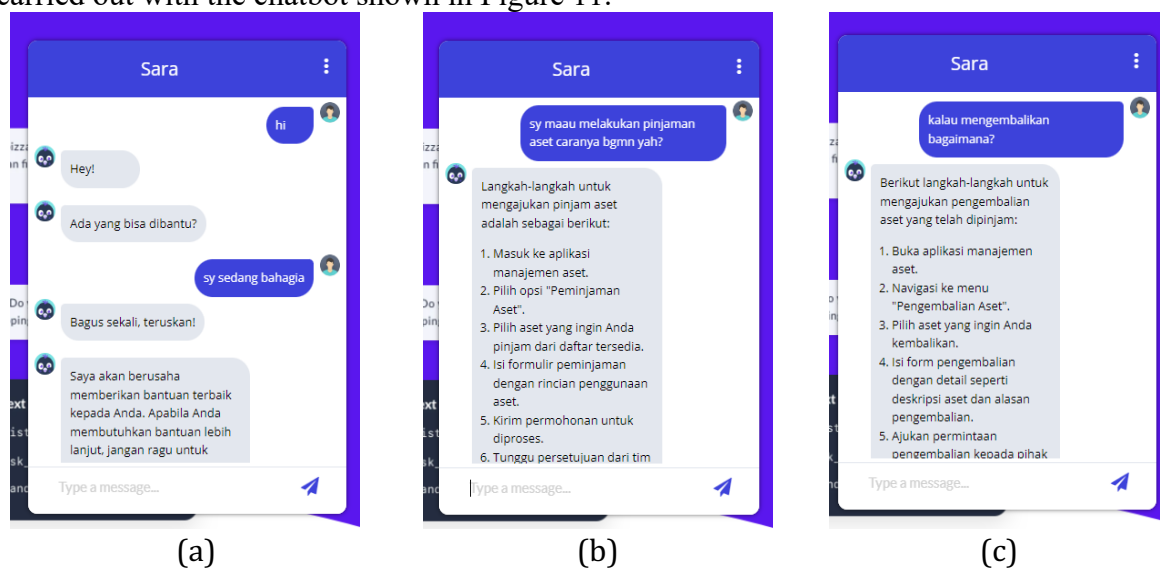 carried out with the chatbot shown in Figure 11.
Sara
hi
Hey!
Ada yang bisa dibantu?
sy sedang bahagia
Bagus sekali, teruskan!
Saya akan berusaha
memberikan bantuan terbaik
kepada Anda. Apabila Anda
membutuhkan bantuan lebih
lanjut, jangan ragu untuk
Type a message...
(a)
Sara
sy maau melakukan pinjaman
aset caranya bgmn yah?
Langkah-langkah untuk
mengajukan pinjam aset
adalah sebagai berikut:
1. Masuk ke aplikasi
manajemen aset.
2. Pilih opsi "Peminjaman
Aset".
3. Pilih aset yang ingin Anda
pinjam dari daftar tersedia.
4. Isi formulir peminjaman
dengan rincian penggunaan
aset.
5. Kirim permohonan untuk
diproses.
6. Tunggu persetujuan dari tim
Type a message...
(b)
Sara
kalau mengembalikan
bagaimana?
Berikut langkah-langkah untuk
mengajukan pengembalian
aset yang telah dipinjam:
1. Buka aplikasi manajemen
aset.
2. Navigasi ke menu
"Pengembalian Aset".
3. Pilih aset yang ingin Anda
kembalikan.
4. Isi form pengembalian
dengan detail seperti
deskripsi aset dan alasan
pengembalian.
5. Ajukan permintaan
pengembalian kepada pihak
Type a message...
(c)